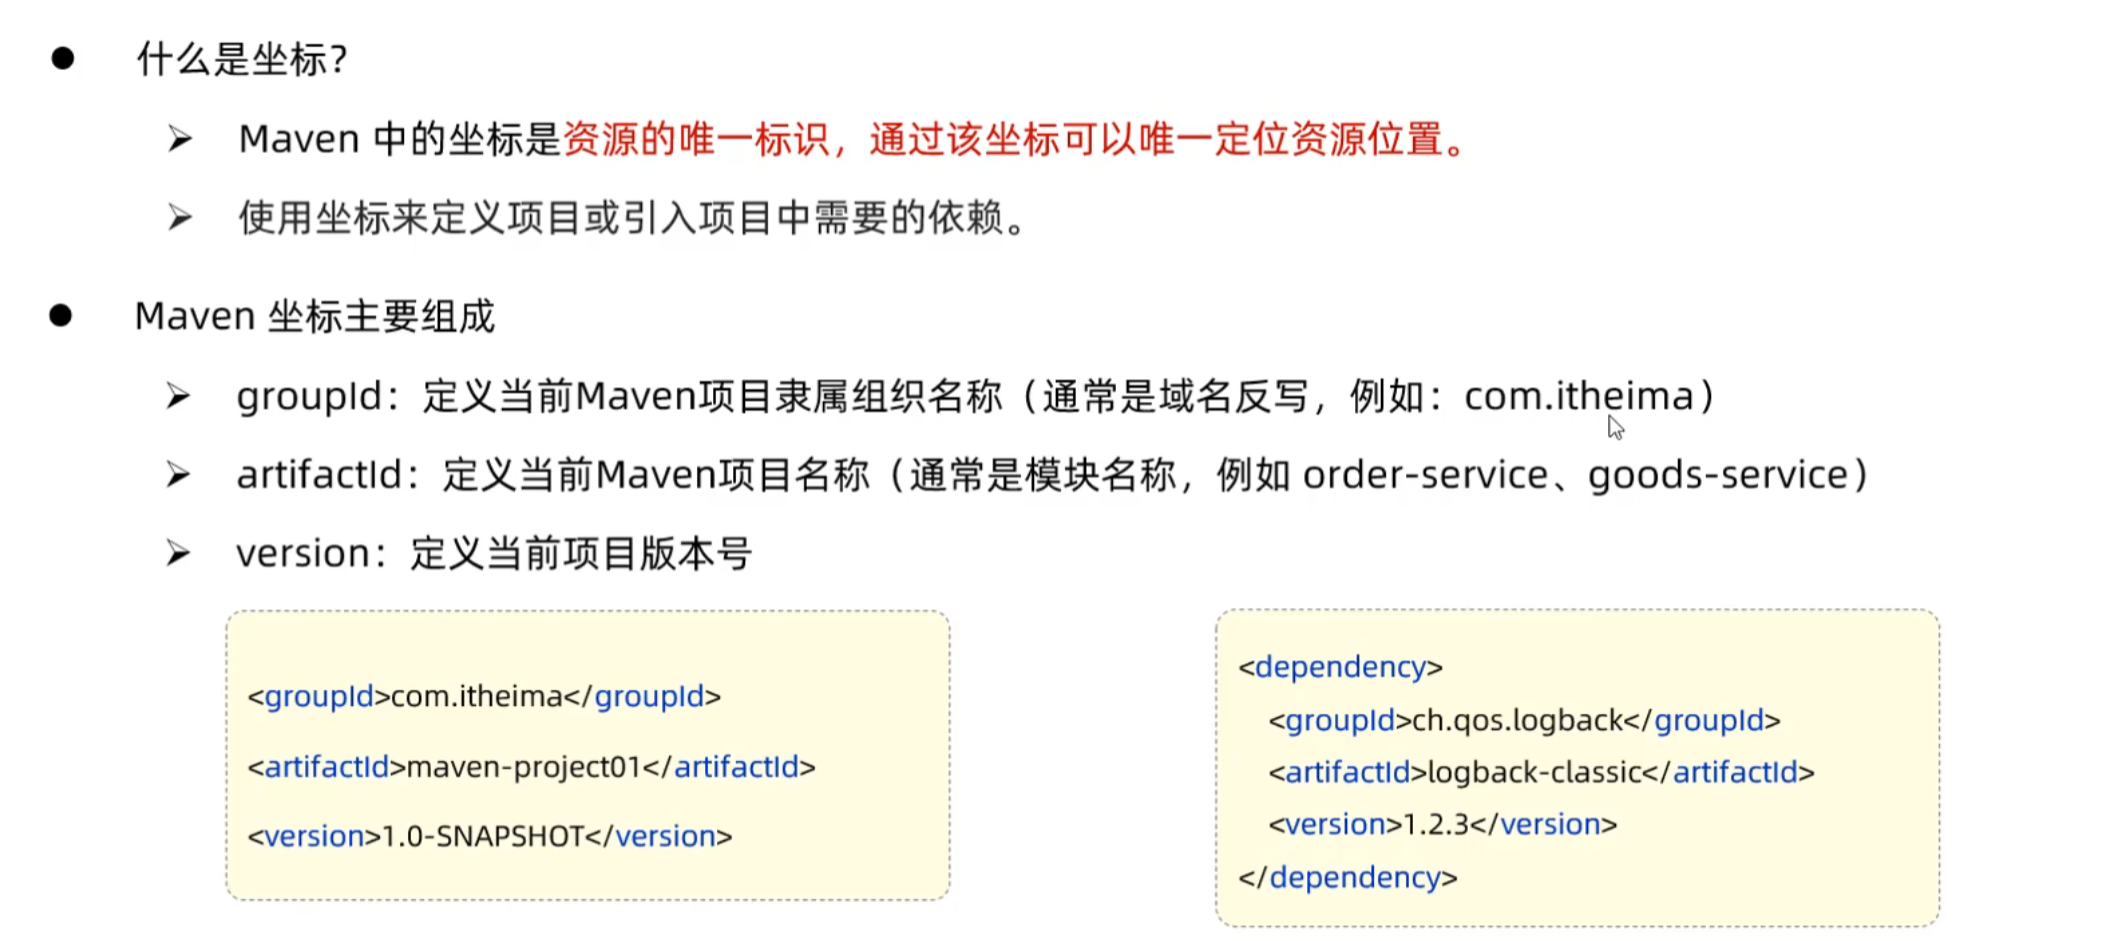 什么是坐标?
Maven 中的坐标是资源的唯一标识，通过该坐标可以唯一定位资源位置。
使用坐标来定义项目或引入项目中需要的依赖。
Maven 坐标主要组成
groupId：定义当前Maven项目隶属组织名称（通常是域名反写，例如：com.itheima）
artifactId：定义当前Maven项目名称（通常是模块名称，例如 order-service、goods-service）
version：定义当前项目版本号
<groupId>com.itheima</groupId>
<artifactId>maven-project01</artifactId>
<version>1.0-SNAPSHOT</version>
<dependency>
<groupId>ch.qos.logback</groupId>
<artifactId>logback-classic</artifactId>
<version>1.2.3</version>
</dependency>